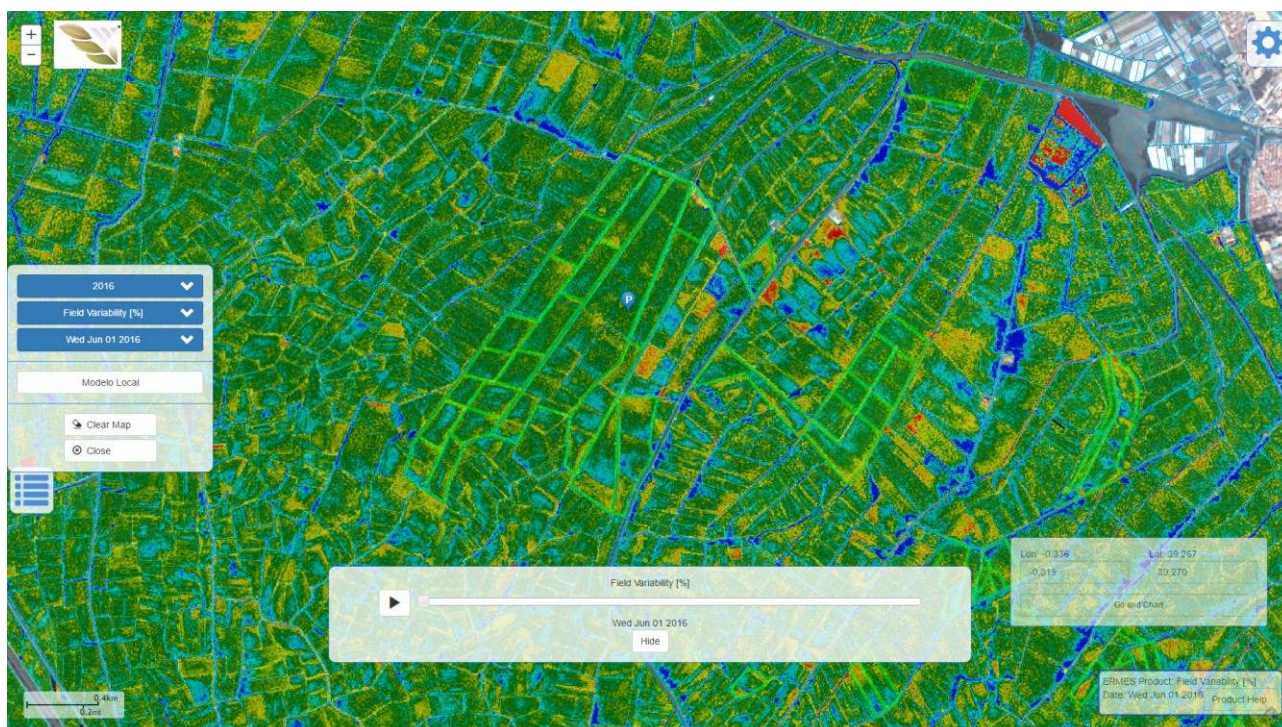 +
−
2016
Field Variability [%]
Wed Jun 01 2016
Modelo Local
Clear Map
Close
P
Lon: -0.336 Lat: 39.267
-0.319 39.270
Go and Chart
Field Variability [%]
Wed Jun 01 2016
Hide
0.4km
0.2mi
ERMES Product: Field Variability [%]
Date: Wed Jun 01 2016
Product Help